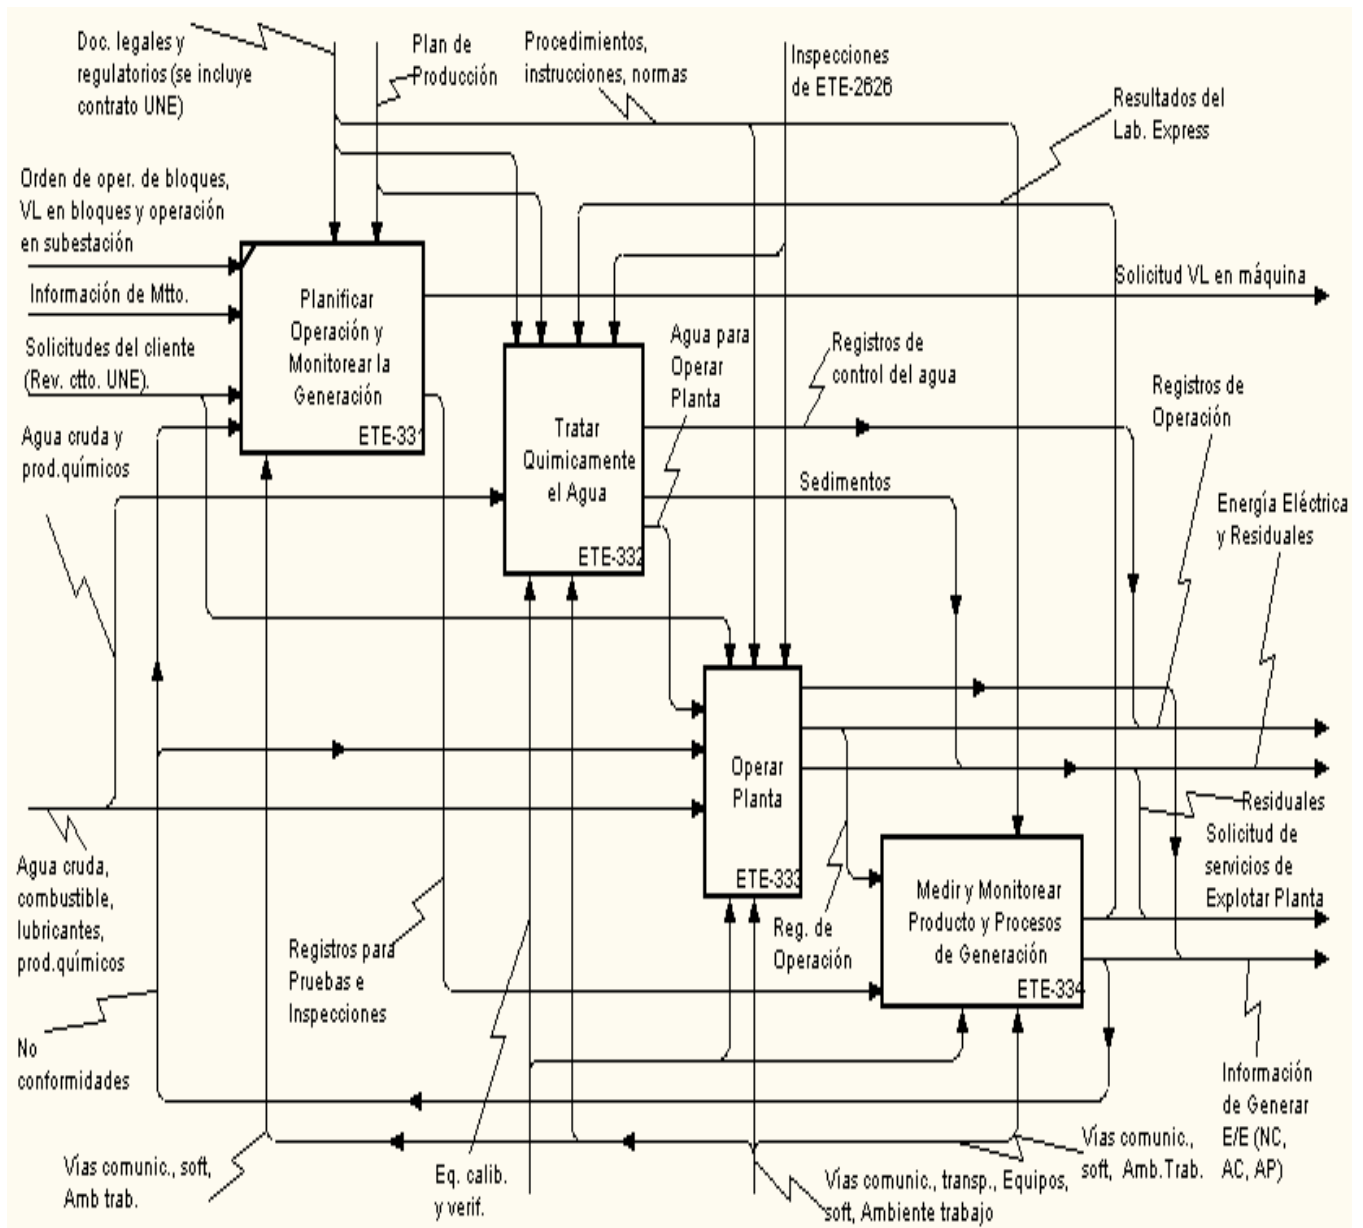 Doc. legales y
regulatorios (se incluye
contrato UNE)
Plan de
Producción
Procedimientos,
instrucciones, normas
Inspecciones
de ETE-2626
Resultados del
Lab. Express
Orden de oper. de bloques,
VL en bloques y operación
en subestación
Información de Mtto.
Solicitudes del cliente
(Rev. ctto. UNE).
Agua cruda y
prod.químicos
Planificar
Operación y
Monitorear la
Generación
ETE-331
Solicitud VL en máquina
Agua para
Operar
Planta
Registros de
control del agua
Registros de
Operación
Tratar
Quimicamente
el Agua
ETE-332
Sedimentos
Energía Eléctrica
y Residuales
Operar
Planta
ETE-333
Residuales
Solicitud de
servicios de
Explotar Planta
Agua cruda,
combustible,
lubricantes,
prod.químicos
Registros para
Pruebas e
Inspecciones
Reg. de
Operación
Medir y Monitorear
Producto y Procesos
de Generación
ETE-334
No
conformidades
Información
de Generar
E/E (NC,
AC, AP)
Vías comunic., soft,
Amb trab.
Eq. calib.
y verif.
Vías comunic., transp., Equipos,
soft, Ambiente trabajo
Vías comunic.,
soft, Amb.Trab.